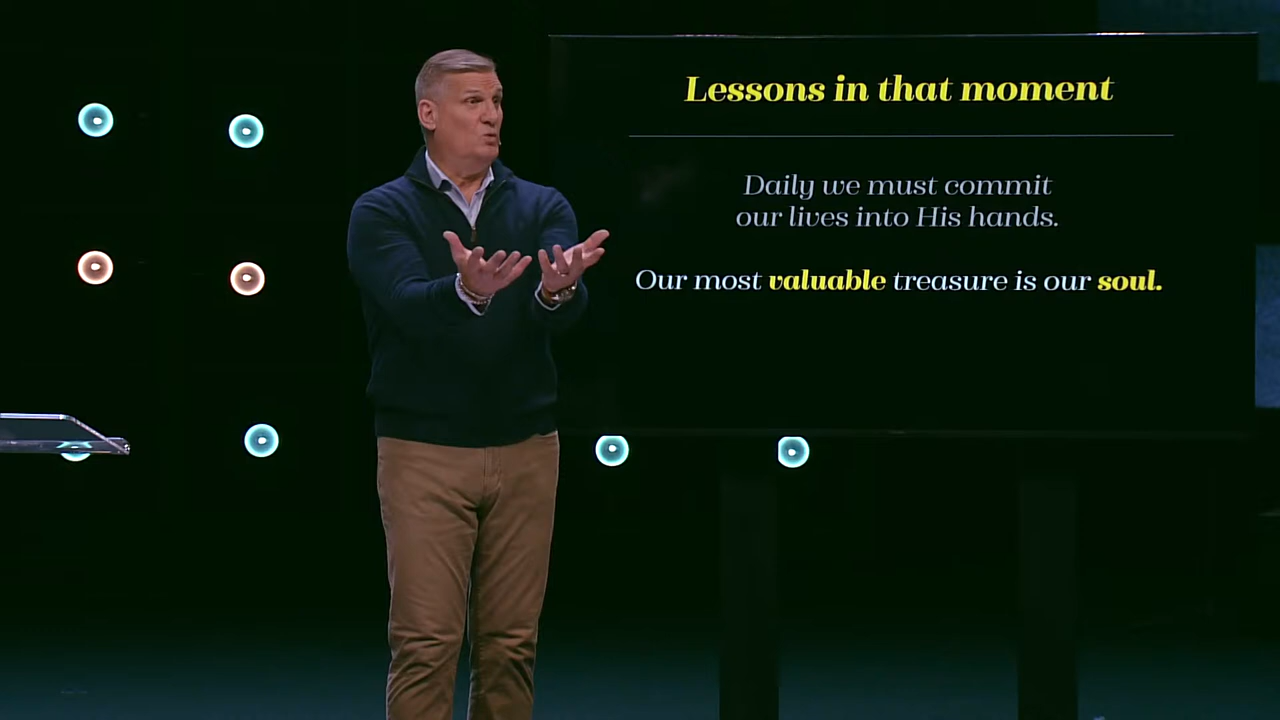 Lessons in that moment
Daily we must commit
our lives into His hands.
Our most valuable treasure is our soul.